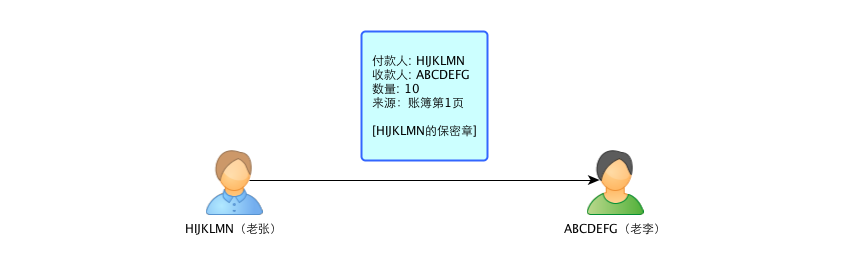 付款人: HIJKLMN
收款人: ABCDEFG
数量: 10
来源：账簿第1页
[HIJKLMN的保密章]
HIJKLMN（老张）
ABCDEFG（老李）